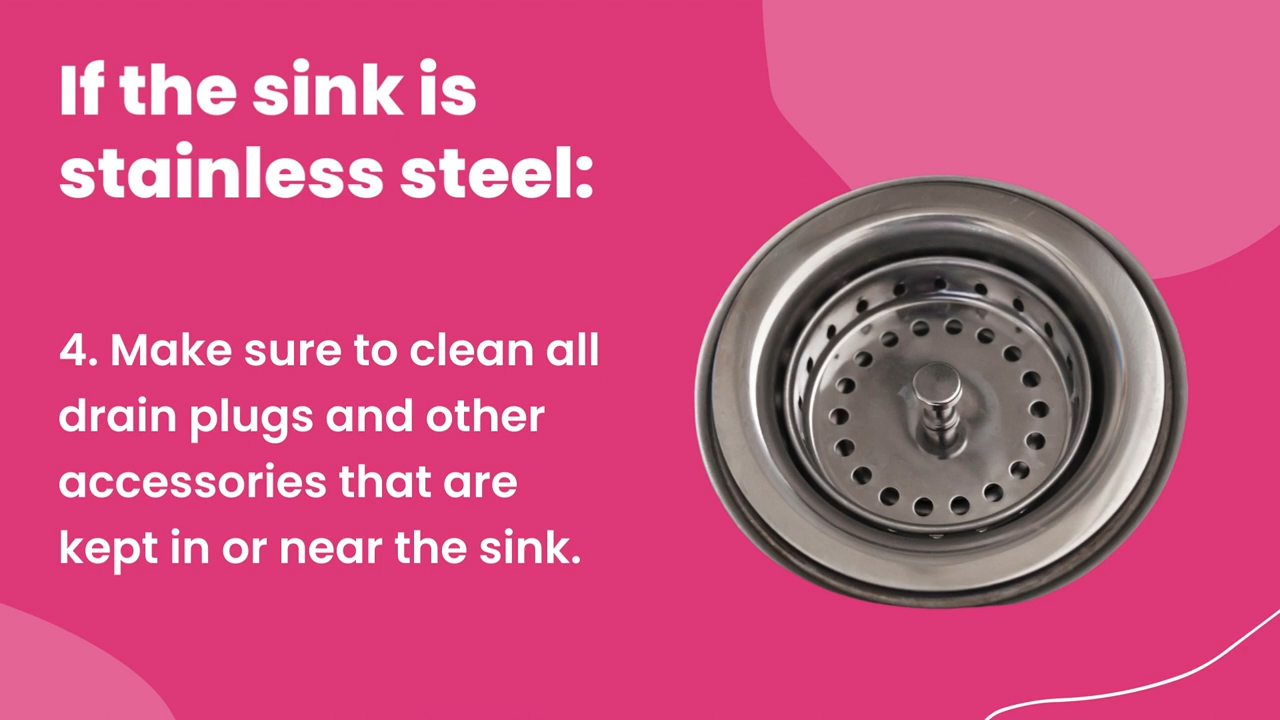 If the sink is
stainless steel:
4. Make sure to clean all
drain plugs and other
accessories that are
kept in or near the sink.